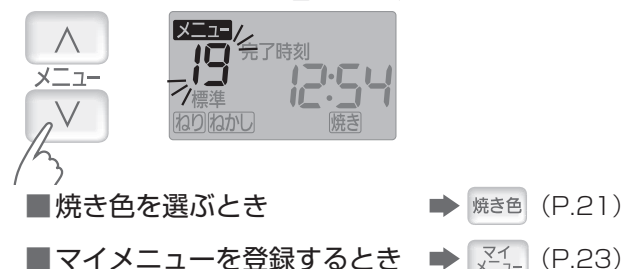 メニュー
メニュー
19
完了時刻
12:54
標準
ねり ねかし 焼き
■焼き色を選ぶとき ➡ 焼き色 (P.21)
■マイメニューを登録するとき ➡ マイメニュー (P.23)